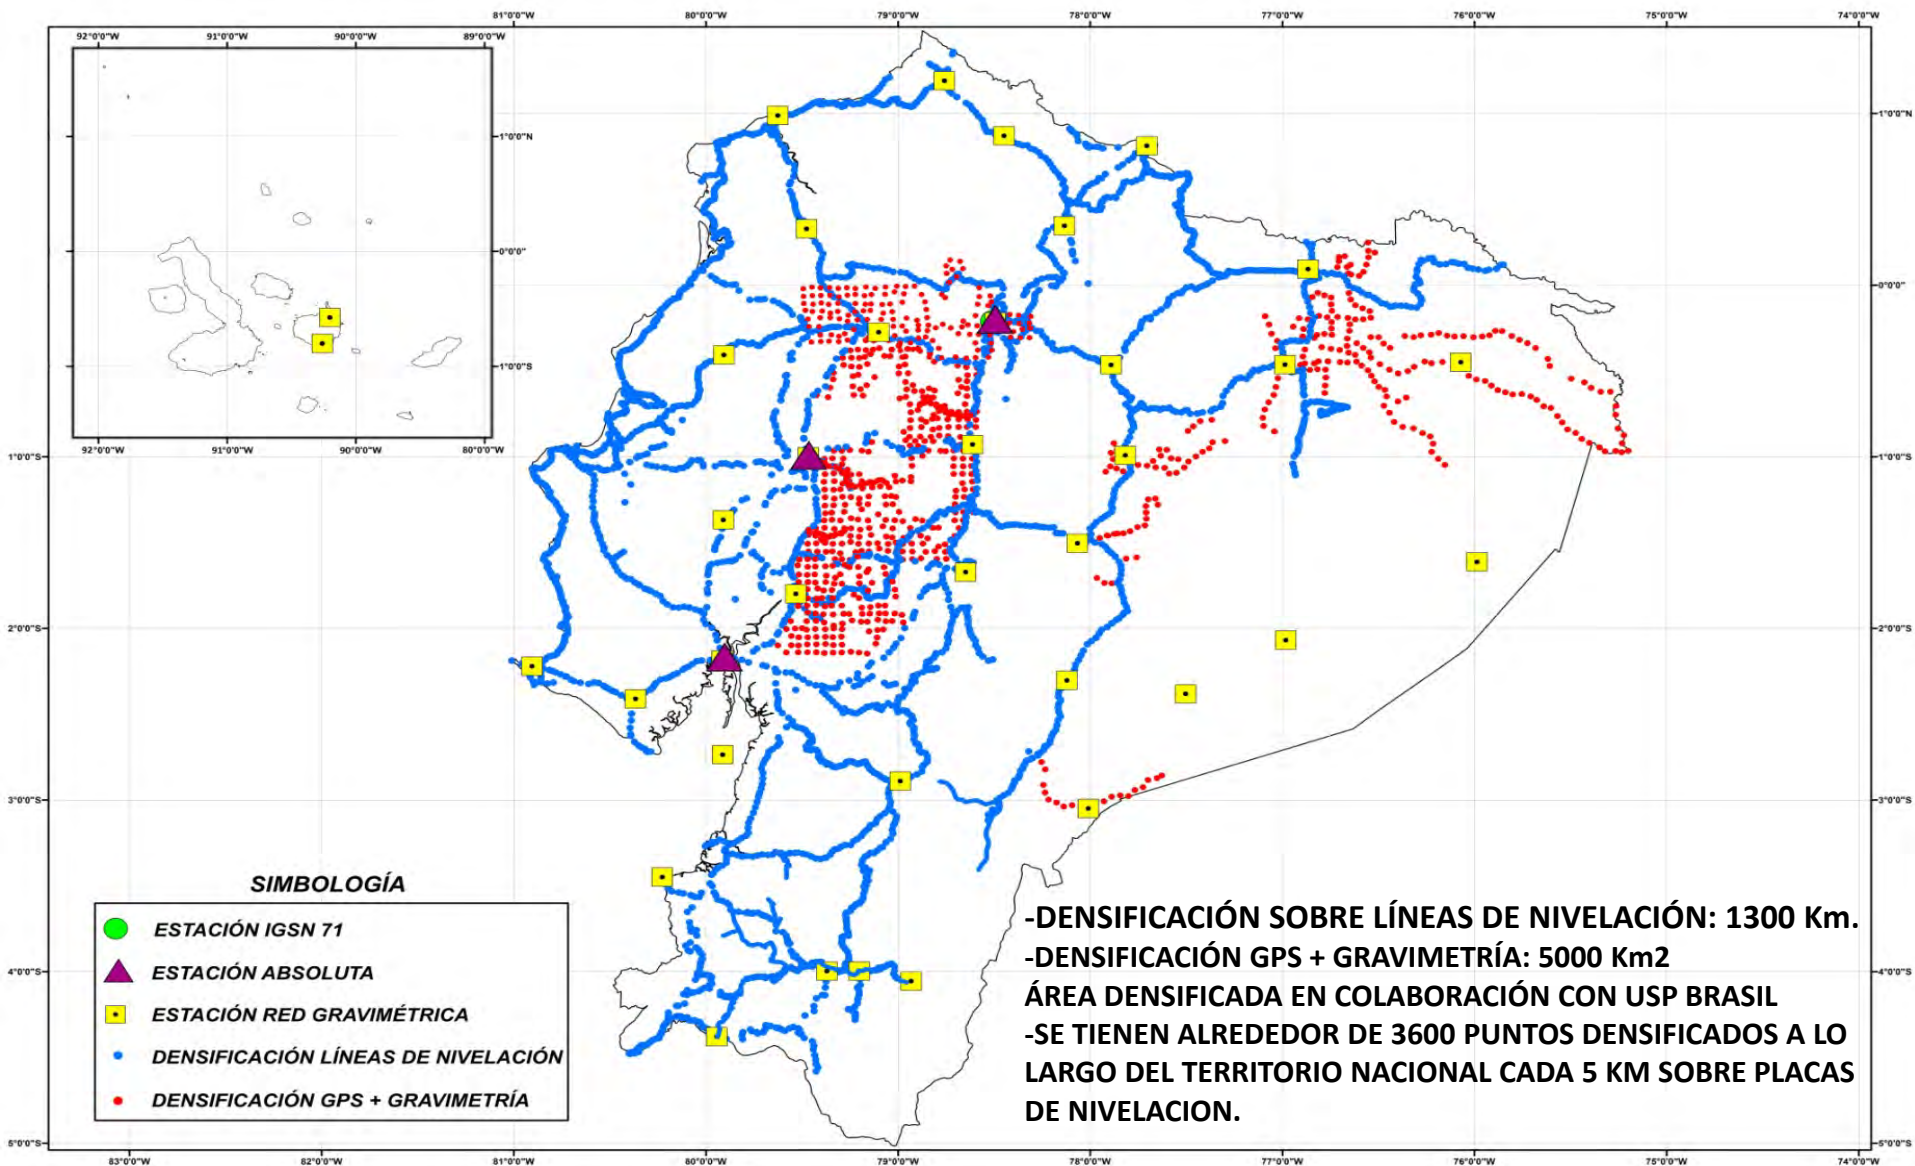 81°0'0"W 80°0'0"W 79°0'0"W 78°0'0"W 77°0'0"W 76°0'0"W 75°0'0"W 74°0'0"W
92°0'0"W 91°0'0"W 90°0'0"W 89°0'0"W
1°0'0"N
1°0'0"N
0°0'0"
0°0'0"
1°0'0"S
92°0'0"W 91°0'0"W 90°0'0"W 80°0'0"W
1°0'0"S 1°0'0"S
2°0'0"S 2°0'0"S
3°0'0"S 3°0'0"S
SIMBOLOGÍA
ESTACIÓN IGSN 71
ESTACIÓN ABSOLUTA
ESTACIÓN RED GRAVIMÉTRICA
DENSIFICACIÓN LÍNEAS DE NIVELACIÓN
DENSIFICACIÓN GPS + GRAVIMETRÍA
-DENSIFICACIÓN SOBRE LÍNEAS DE NIVELACIÓN: 1300 Km.
-DENSIFICACIÓN GPS + GRAVIMETRÍA: 5000 Km2
ÁREA DENSIFICADA EN COLABORACIÓN CON USP BRASIL
-SE TIENEN ALREDEDOR DE 3600 PUNTOS DENSIFICADOS A LO
LARGO DEL TERRITORIO NACIONAL CADA 5 KM SOBRE PLACAS
DE NIVELACION.
4°0'0"S 4°0'0"S
5°0'0"S 5°0'0"S
83°0'0"W 82°0'0"W 81°0'0"W 80°0'0"W 79°0'0"W 78°0'0"W 77°0'0"W 76°0'0"W 75°0'0"W 74°0'0"W